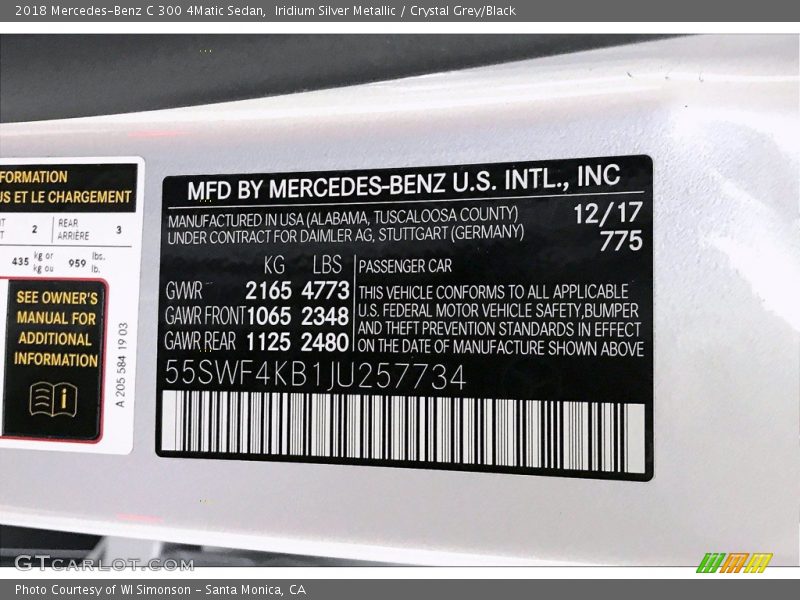 2018 Mercedes-Benz C 300 4Matic Sedan, Iridium Silver Metallic / Crystal Grey/Black
FORMATION
US ET LE CHARGEMENT
2 REAR ARRIÈRE 3
435 kg or kg ou 959 lbs. lb.
SEE OWNER'S
MANUAL FOR
ADDITIONAL
INFORMATION
A 205 584 19 03
MFD BY MERCEDES-BENZ U.S. INTL., INC
MANUFACTURED IN USA (ALABAMA, TUSCALOOSA COUNTY) 12/17
UNDER CONTRACT FOR DAIMLER AG, STUTTGART (GERMANY) 775
KG LBS PASSENGER CAR
GVWR 2165 4773 THIS VEHICLE CONFORMS TO ALL APPLICABLE
GAWR FRONT 1065 2348 U.S. FEDERAL MOTOR VEHICLE SAFETY,BUMPER
AND THEFT PREVENTION STANDARDS IN EFFECT
GAWR REAR 1125 2480 ON THE DATE OF MANUFACTURE SHOWN ABOVE
55SWF4KB1JU257734
GTCARLOT.COM
Photo Courtesy of WI Simonson - Santa Monica, CA